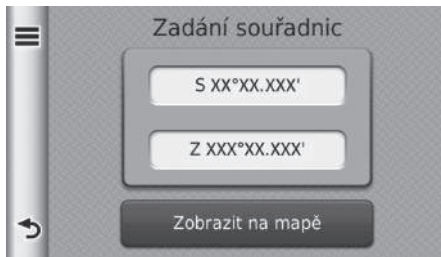 Zadání souřadnic
S XX°XX.XXX'
Z XXX°XX.XXX'
Zobrazit na mapě